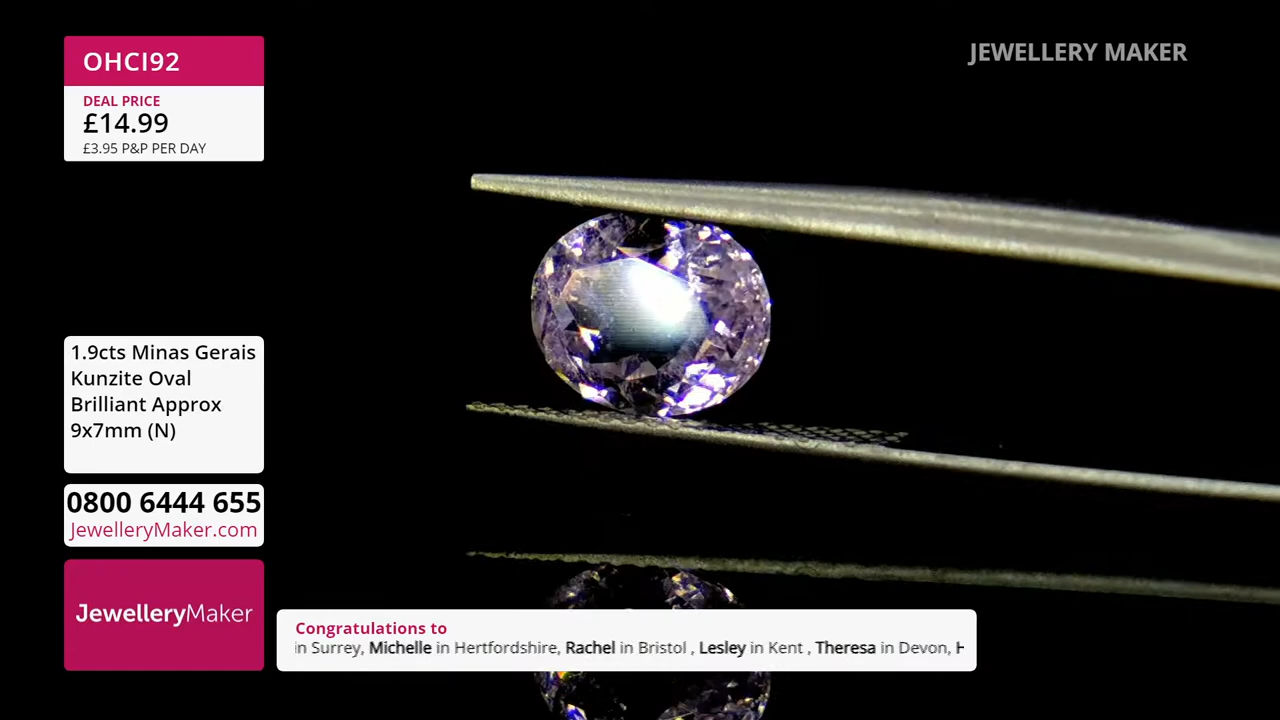 OHCI92
DEAL PRICE
£14.99
£3.95 P&P PER DAY
JEWELLERY MAKER
1.9cts Minas Gerais
Kunzite Oval
Brilliant Approx
9x7mm (N)
0800 6444 655
JewelleryMaker.com
JewelleryMaker
Congratulations to
in Surrey, Michelle in Hertfordshire, Rachel in Bristol , Lesley in Kent , Theresa in Devon,